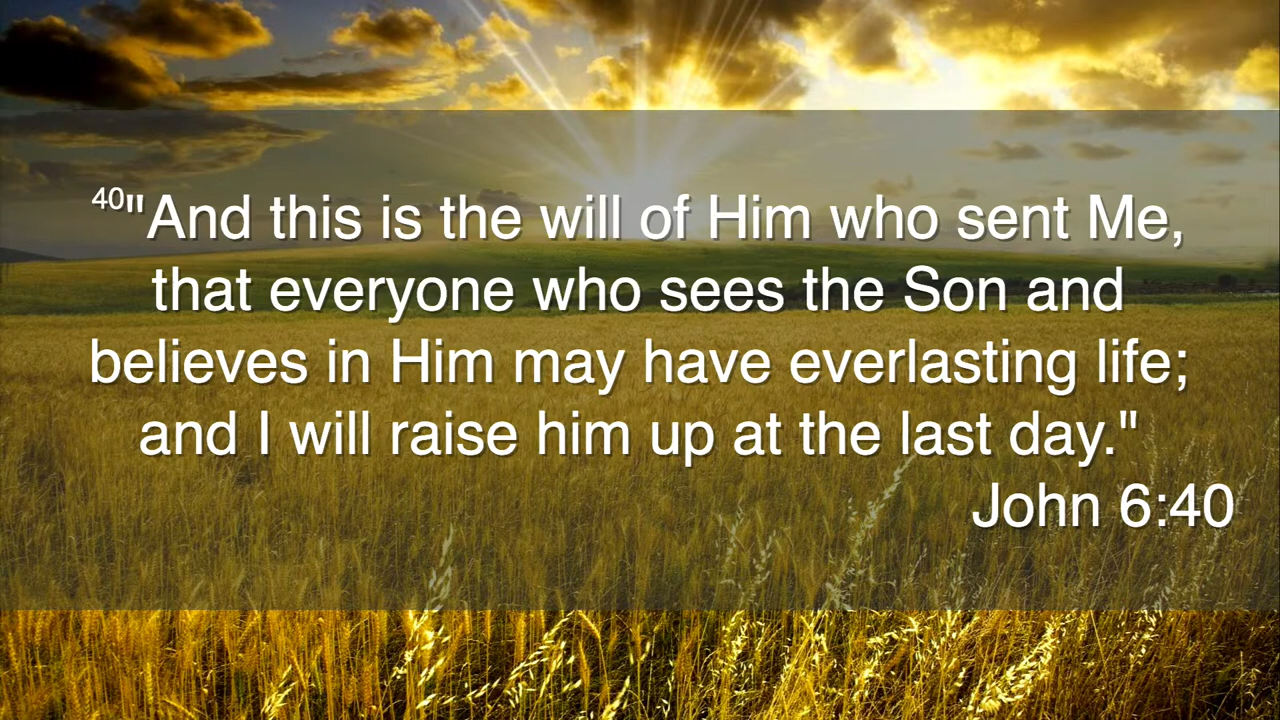 40"And this is the will of Him who sent Me,
that everyone who sees the Son and
believes in Him may have everlasting life;
and I will raise him up at the last day."
John 6:40